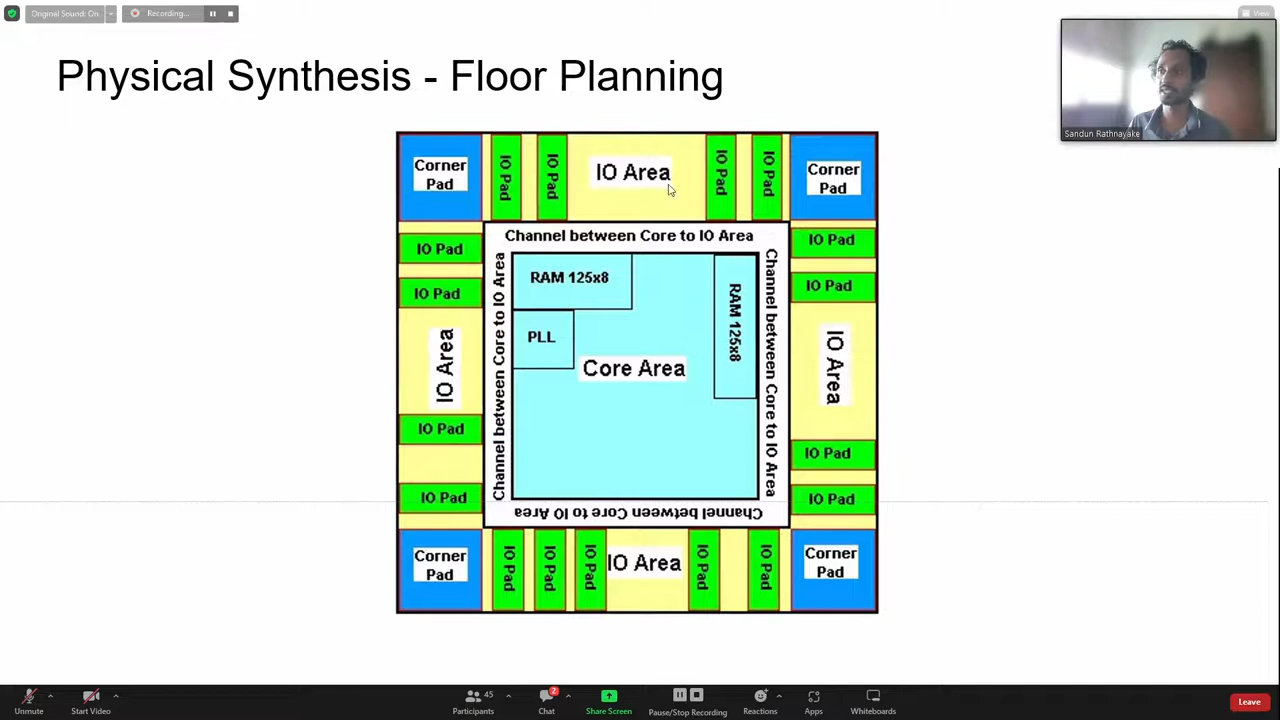 Original Sound: On
Recording...
View
Physical Synthesis - Floor Planning
Sandun Rathnayake
Corner
Pad
IO Pad
IO Pad
IO Area
IO Pad
IO Pad
Corner
Pad
Channel between Core to IO Area
IO Pad
IO Pad
IO Area
IO Pad
IO Pad
Channel between Core to IO Area
RAM 125x8
PLL
Core Area
RAM 125x8
Channel between Core to IO Area
IO Pad
IO Pad
IO Area
IO Pad
IO Pad
Channel between Core to IO Area
Corner
Pad
IO Pad
IO Pad
IO Pad
IO Area
IO Pad
IO Pad
Corner
Pad
Unmute
Start Video
45
Participants
2
Chat
Share Screen
Pause/Stop Recording
Reactions
Apps
Whiteboards
Leave